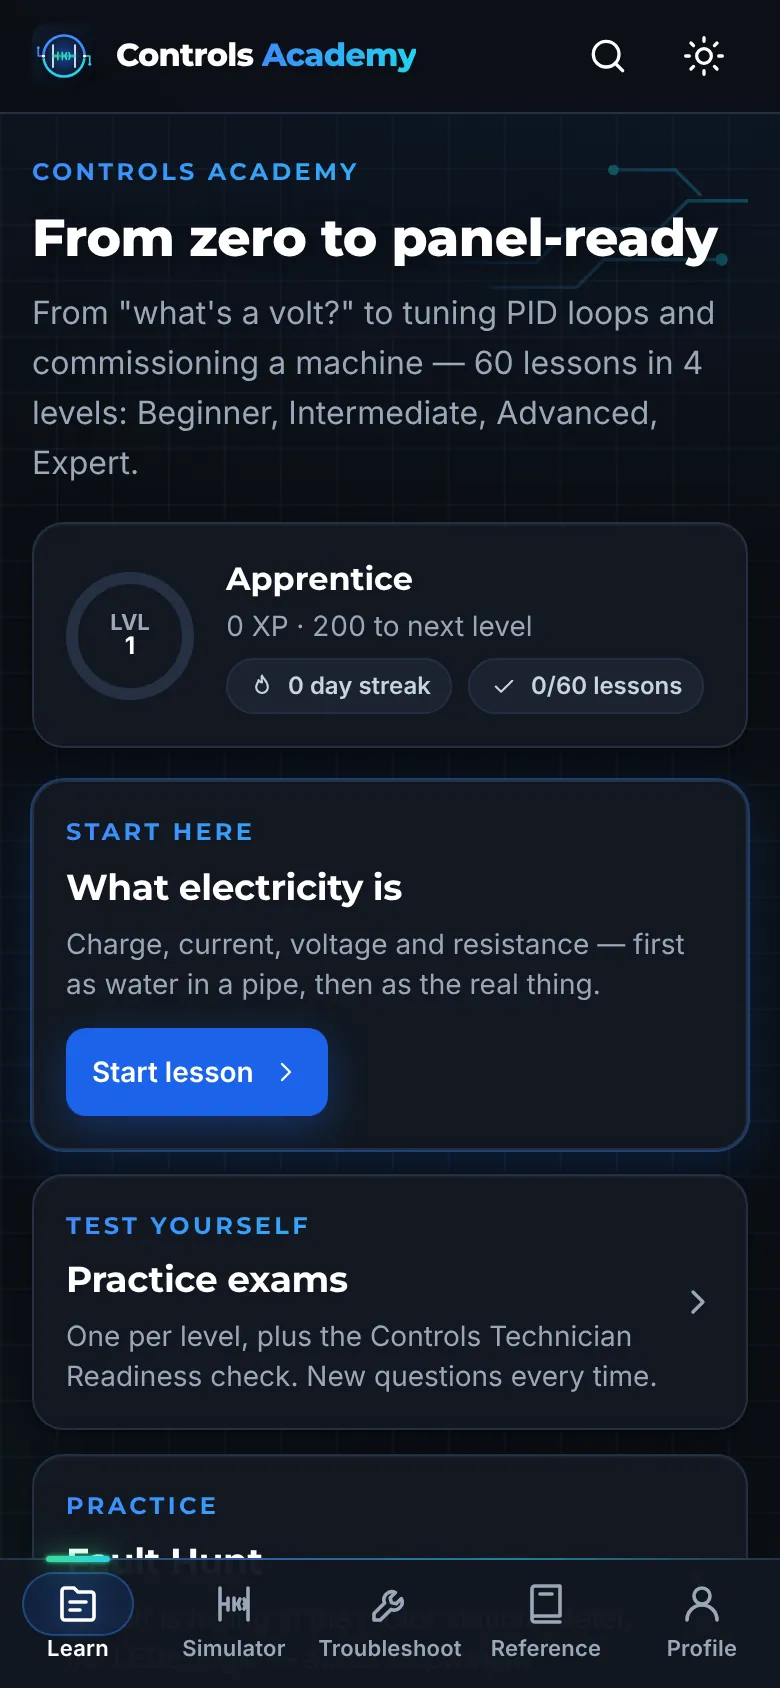 Controls Academy
CONTROLS ACADEMY
From zero to panel-ready
From "what's a volt?" to tuning PID loops and
commissioning a machine — 60 lessons in 4
levels: Beginner, Intermediate, Advanced,
Expert.
LVL
1
Apprentice
0 XP · 200 to next level
0 day streak
0/60 lessons
START HERE
What electricity is
Charge, current, voltage and resistance — first
as water in a pipe, then as the real thing.
Start lesson
TEST YOURSELF
Practice exams
One per level, plus the Controls Technician
Readiness check. New questions every time.
PRACTICE
Fault Hunt
Learn
Simulator
Troubleshoot
Reference
Profile